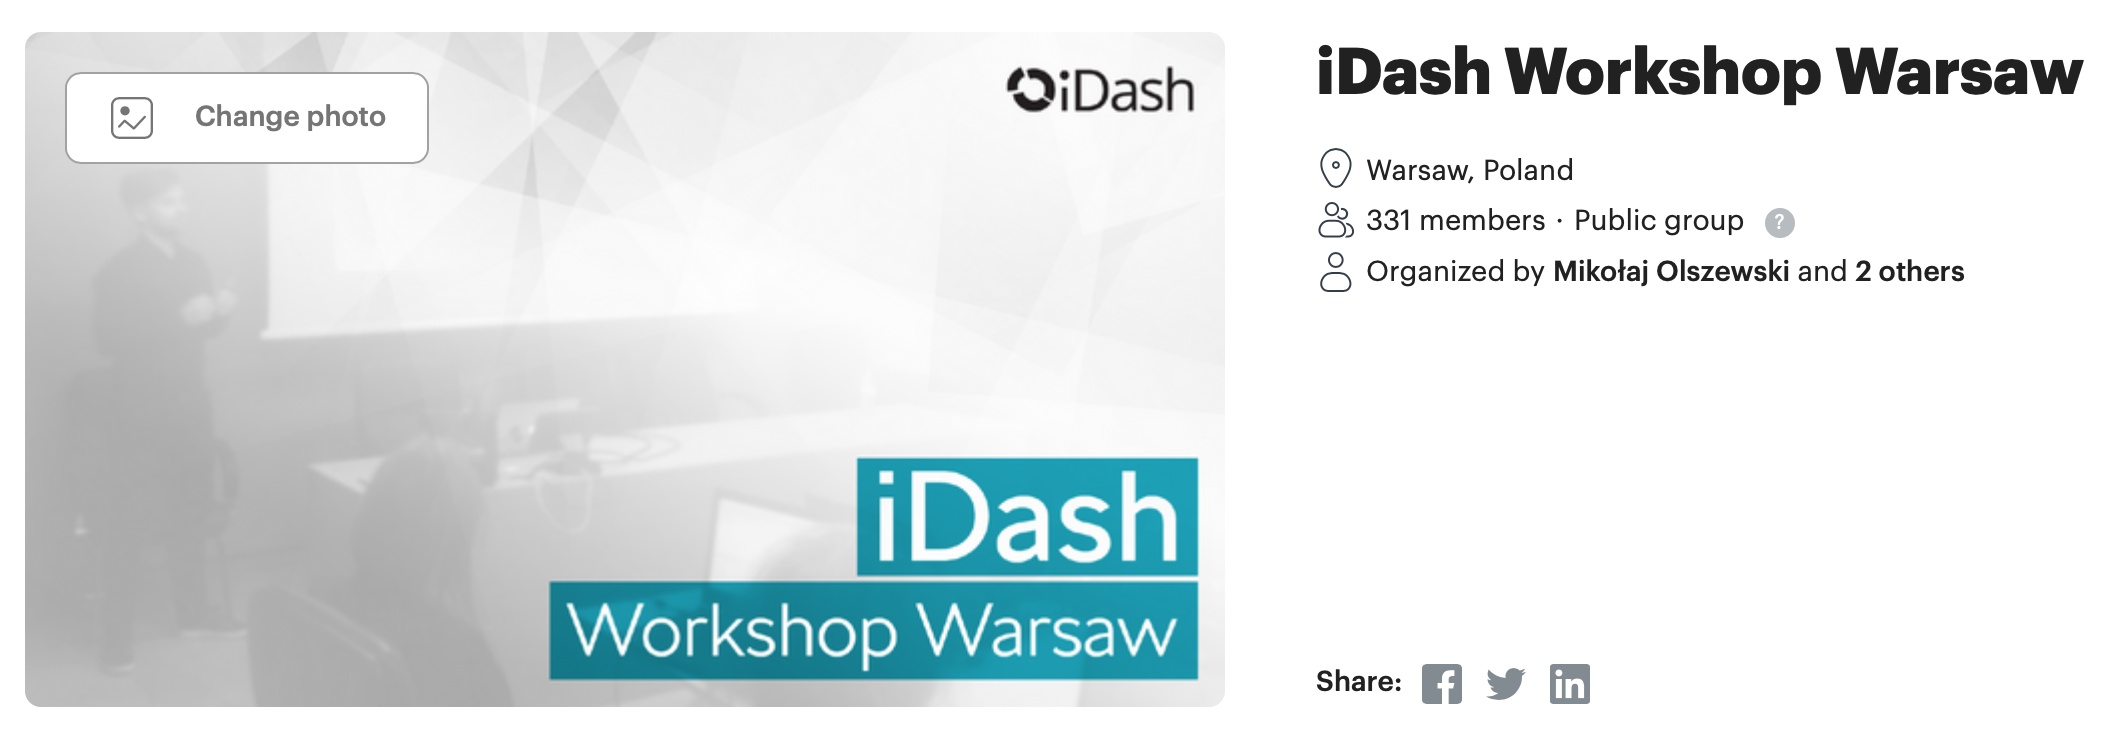 Change photo
iDash
iDash
Workshop Warsaw
iDash Workshop Warsaw
Warsaw, Poland
331 members · Public group ?
Organized by Mikołaj Olszewski and 2 others
Share: